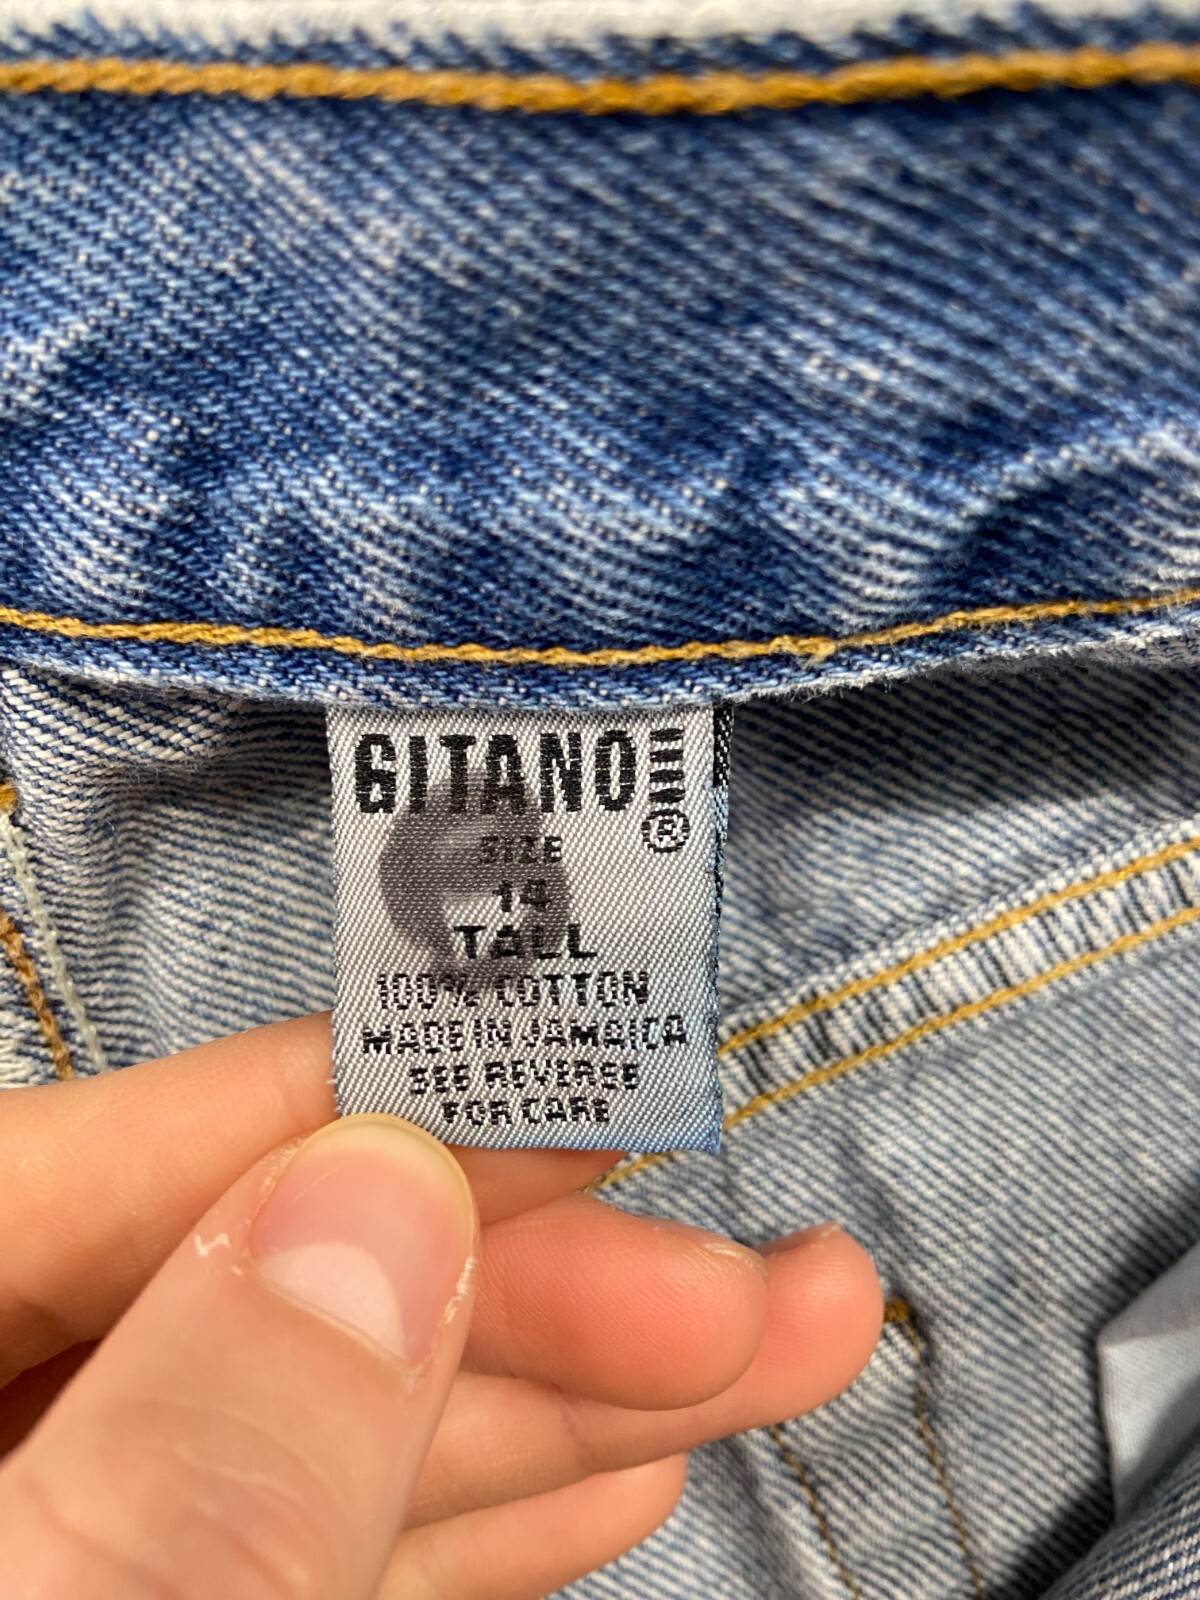 GITANO
®
SIZE
14
TALL
100% COTTON
MADE IN JAMAICA
SEE REVERSE
FOR CARE